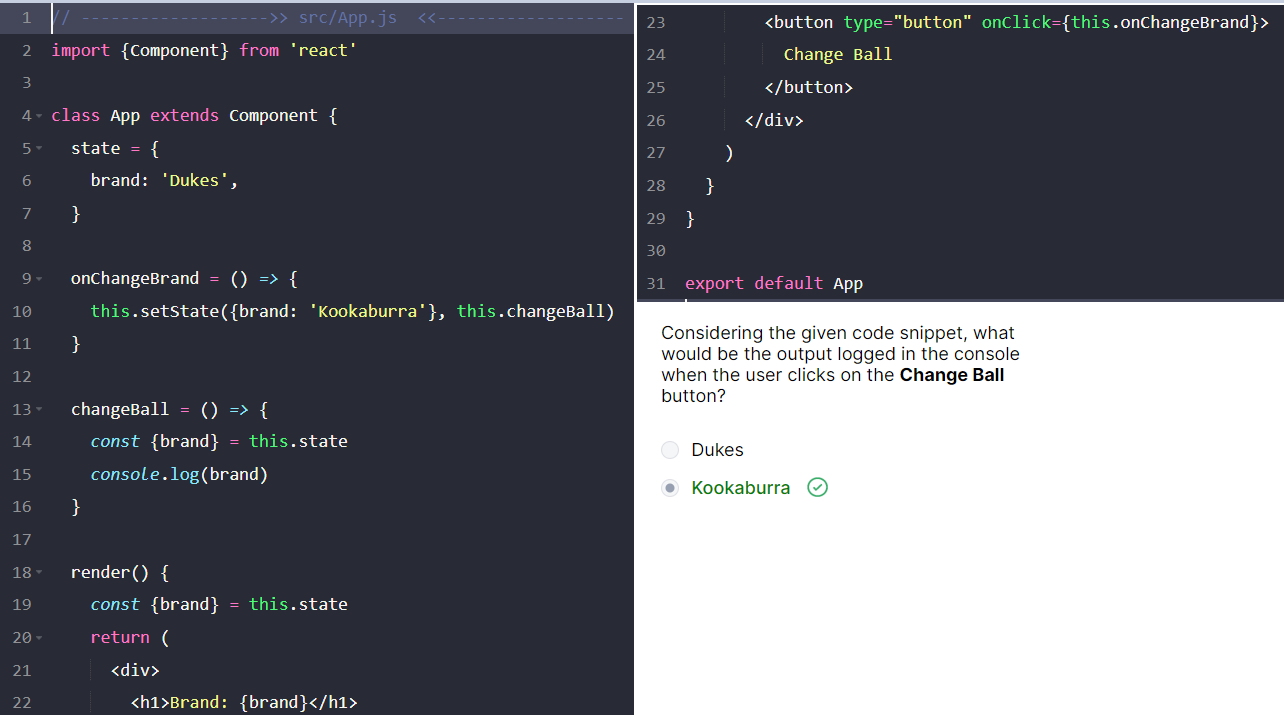 1 // ------------------->> src/App.js  <<-------------------
2 import {Component} from 'react'
3
4 class App extends Component {
5   state = {
6     brand: 'Dukes',
7   }
8
9   onChangeBrand = () => {
10     this.setState({brand: 'Kookaburra'}, this.changeBall)
11   }
12
13   changeBall = () => {
14     const {brand} = this.state
15     console.log(brand)
16   }
17
18   render() {
19     const {brand} = this.state
20     return (
21       <div>
22         <h1>Brand: {brand}</h1>
23         <button type="button" onClick={this.onChangeBrand}>
24           Change Ball
25         </button>
26       </div>
27     )
28   }
29 }
30
31 export default App
Considering the given code snippet, what
would be the output logged in the console
when the user clicks on the Change Ball
button?
Dukes
Kookaburra